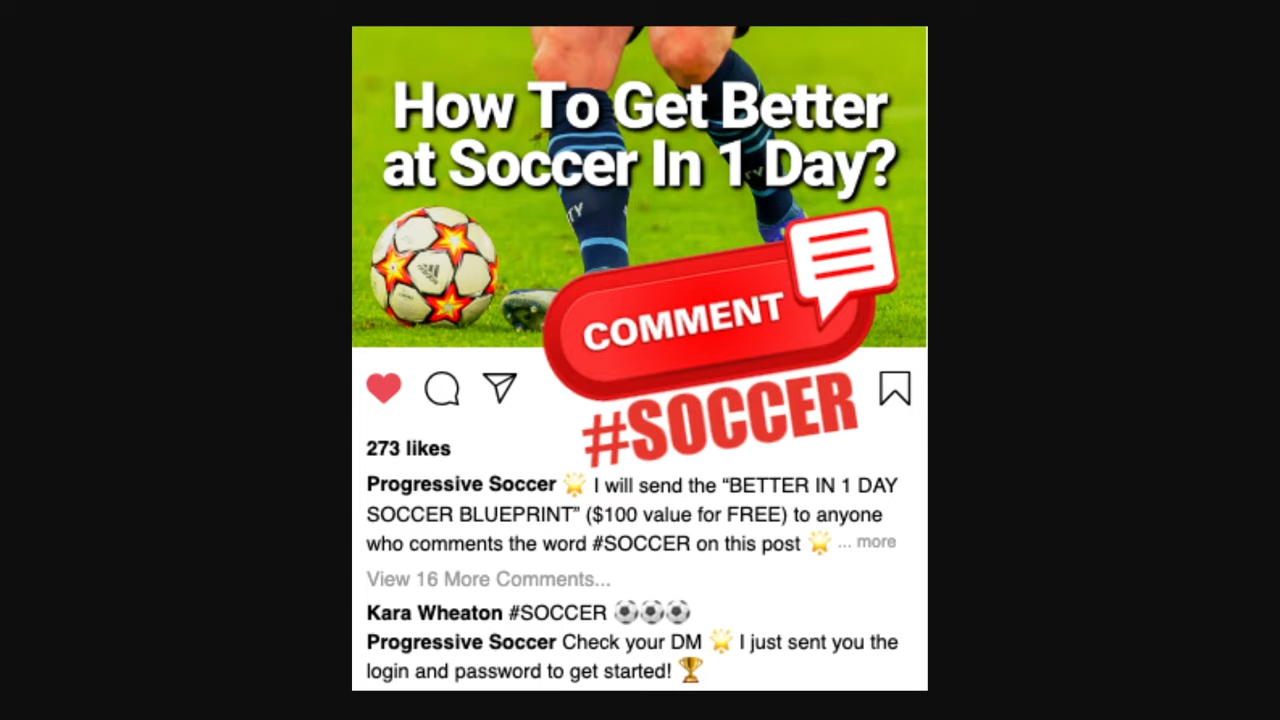 How To Get Better
at Soccer In 1 Day?
TY
TY
COMMENT
#SOCCER
273 likes
Progressive Soccer 🌟 I will send the “BETTER IN 1 DAY
SOCCER BLUEPRINT” ($100 value for FREE) to anyone
who comments the word #SOCCER on this post 🌟 ... more
View 16 More Comments...
Kara Wheaton #SOCCER ⚽⚽⚽
Progressive Soccer Check your DM 🌟 I just sent you the
login and password to get started! 🏆